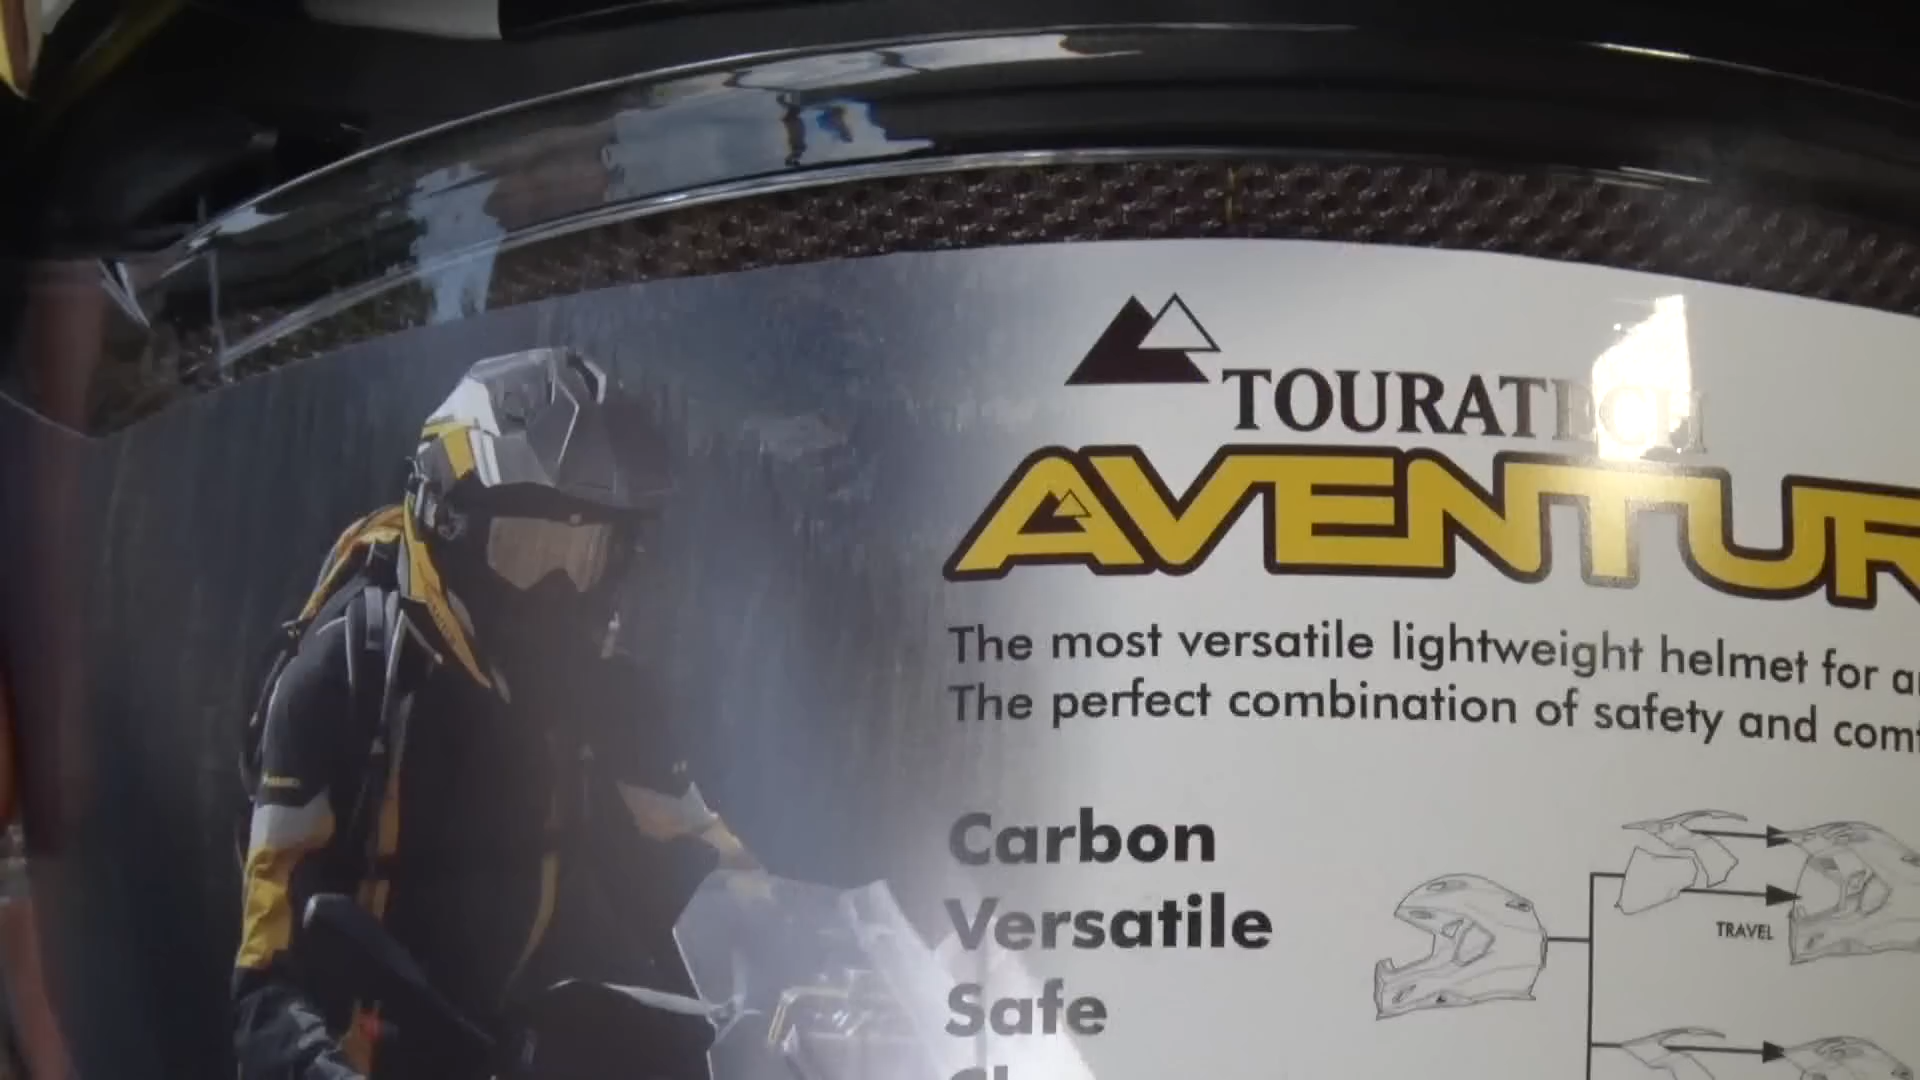 TOURATECH
AVENTUR
The most versatile lightweight helmet for a
The perfect combination of safety and com
Carbon
Versatile
Safe
TRAVEL